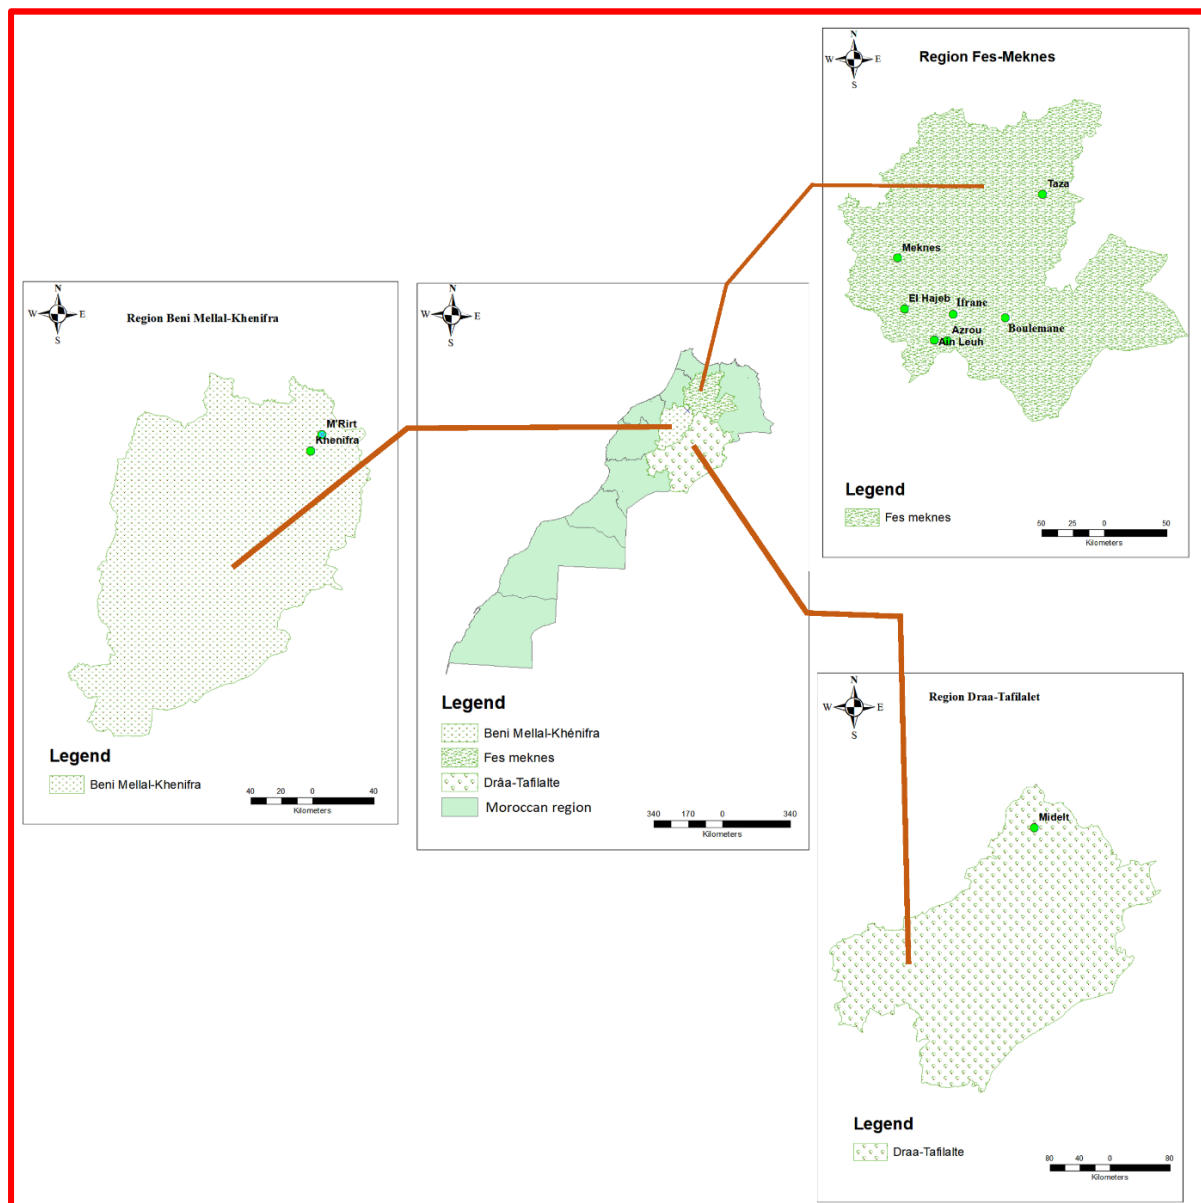 N
W E
S
Region Beni Mellal-Khenifra
M'Rirt
Khenifra
Legend
Beni Mellal-Khenifra
40 20 0 40
Kilometers
N
W E
S
Legend
Beni Mellal-Khénifra
Fes meknes
Drâa-Tafilalte
Moroccan region
340 170 0 340
Kilometers
N
W E
S
Region Fes-Meknes
Taza
Meknes
El Hajeb
Ifrane
Boulemane
Azrou
Ain Leuh
Legend
Fes meknes
50 25 0 50
Kilometers
N
W E
S
Region Draa-Tafilalet
Midelt
Legend
Draa-Tafilalte
80 40 0 80
Kilometers